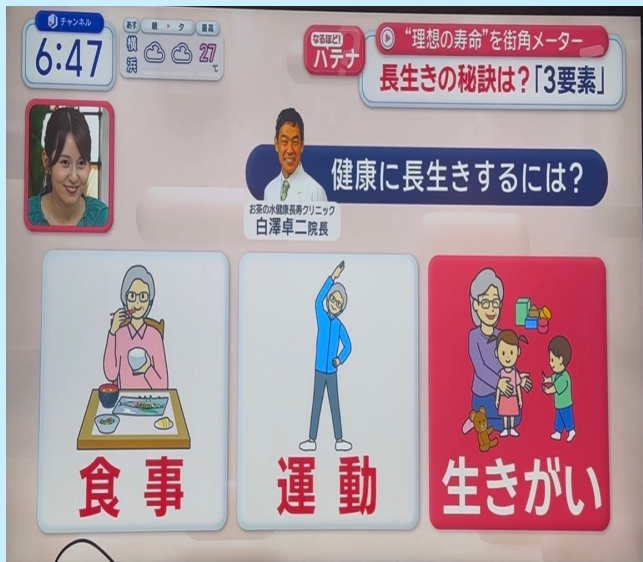 チャンネル
6:47
あす 朝 ▶ 夕 最高
横浜 27℃
なるほど!
ハテナ
“理想の寿命”を街角メーター
長生きの秘訣は?「3要素」
健康に長生きするには?
お茶の水健康長寿クリニック
白澤卓二院長
食事
運動
生きがい